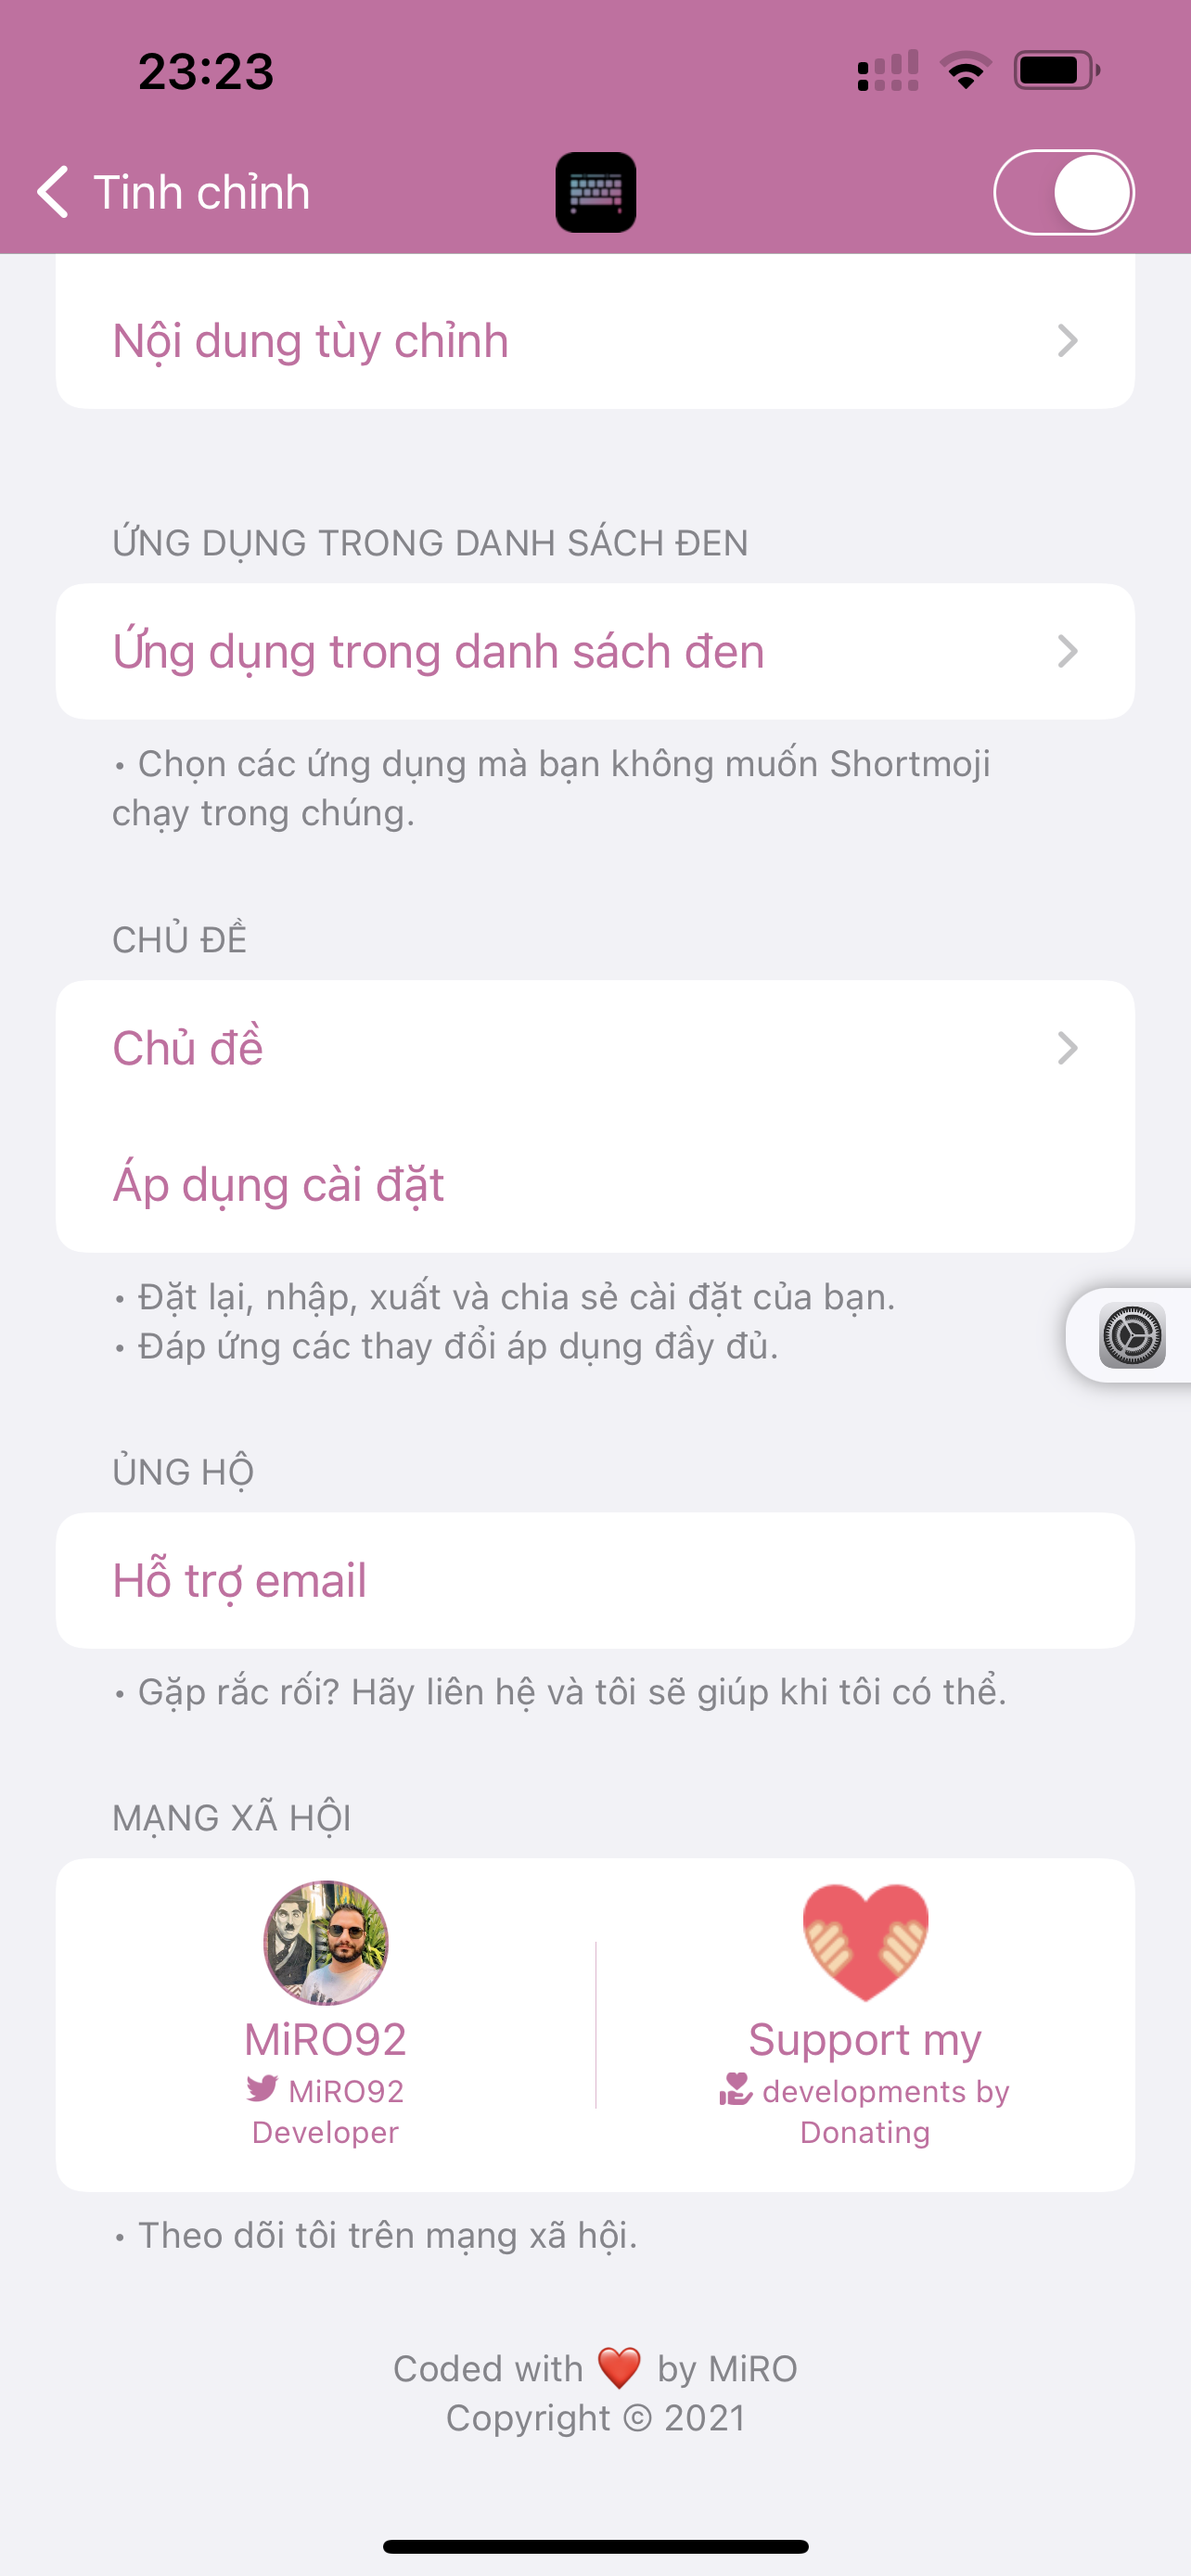 23:23
Tinh chỉnh
Nội dung tùy chỉnh
ỨNG DỤNG TRONG DANH SÁCH ĐEN
Ứng dụng trong danh sách đen
• Chọn các ứng dụng mà bạn không muốn Shortmoji
chạy trong chúng.
CHỦ ĐỀ
Chủ đề
Áp dụng cài đặt
• Đặt lại, nhập, xuất và chia sẻ cài đặt của bạn.
• Đáp ứng các thay đổi áp dụng đầy đủ.
ỦNG HỘ
Hỗ trợ email
• Gặp rắc rối? Hãy liên hệ và tôi sẽ giúp khi tôi có thể.
MẠNG XÃ HỘI
MiRO92
MiRO92
Developer
Support my
developments by
Donating
• Theo dõi tôi trên mạng xã hội.
Coded with ❤️ by MiRO
Copyright © 2021